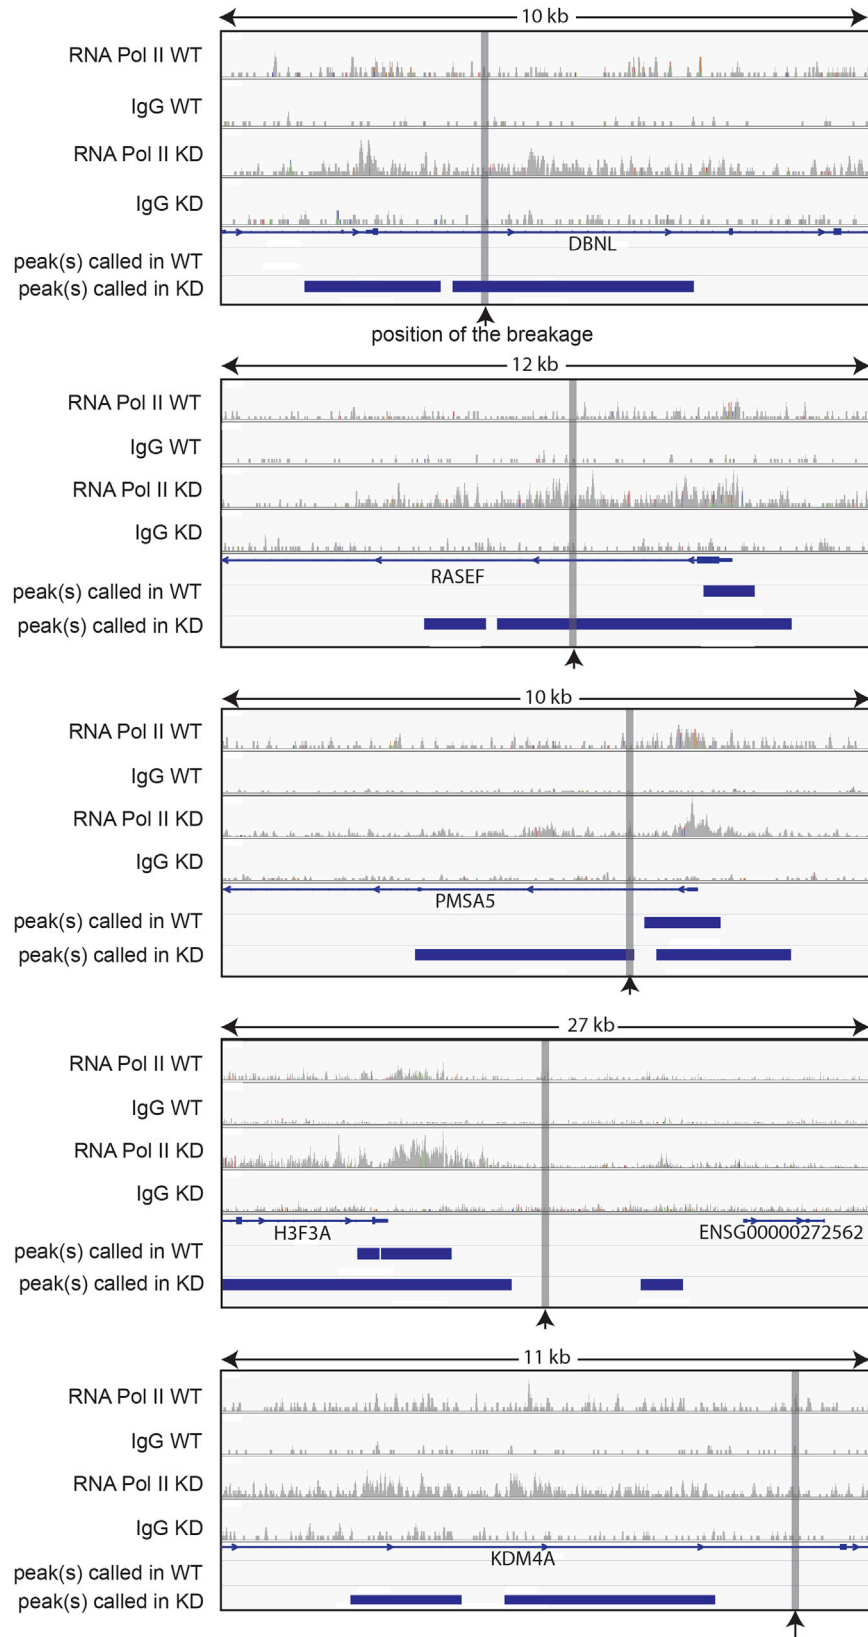 10 kb
RNA Pol II WT
IgG WT
RNA Pol II KD
IgG KD
DBNL
peak(s) called in WT
peak(s) called in KD
position of the breakage
12 kb
RNA Pol II WT
IgG WT
RNA Pol II KD
IgG KD
RASEF
peak(s) called in WT
peak(s) called in KD
10 kb
RNA Pol II WT
IgG WT
RNA Pol II KD
IgG KD
PMSA5
peak(s) called in WT
peak(s) called in KD
27 kb
RNA Pol II WT
IgG WT
RNA Pol II KD
IgG KD
H3F3A ENSG00000272562
peak(s) called in WT
peak(s) called in KD
11 kb
RNA Pol II WT
IgG WT
RNA Pol II KD
IgG KD
KDM4A
peak(s) called in WT
peak(s) called in KD